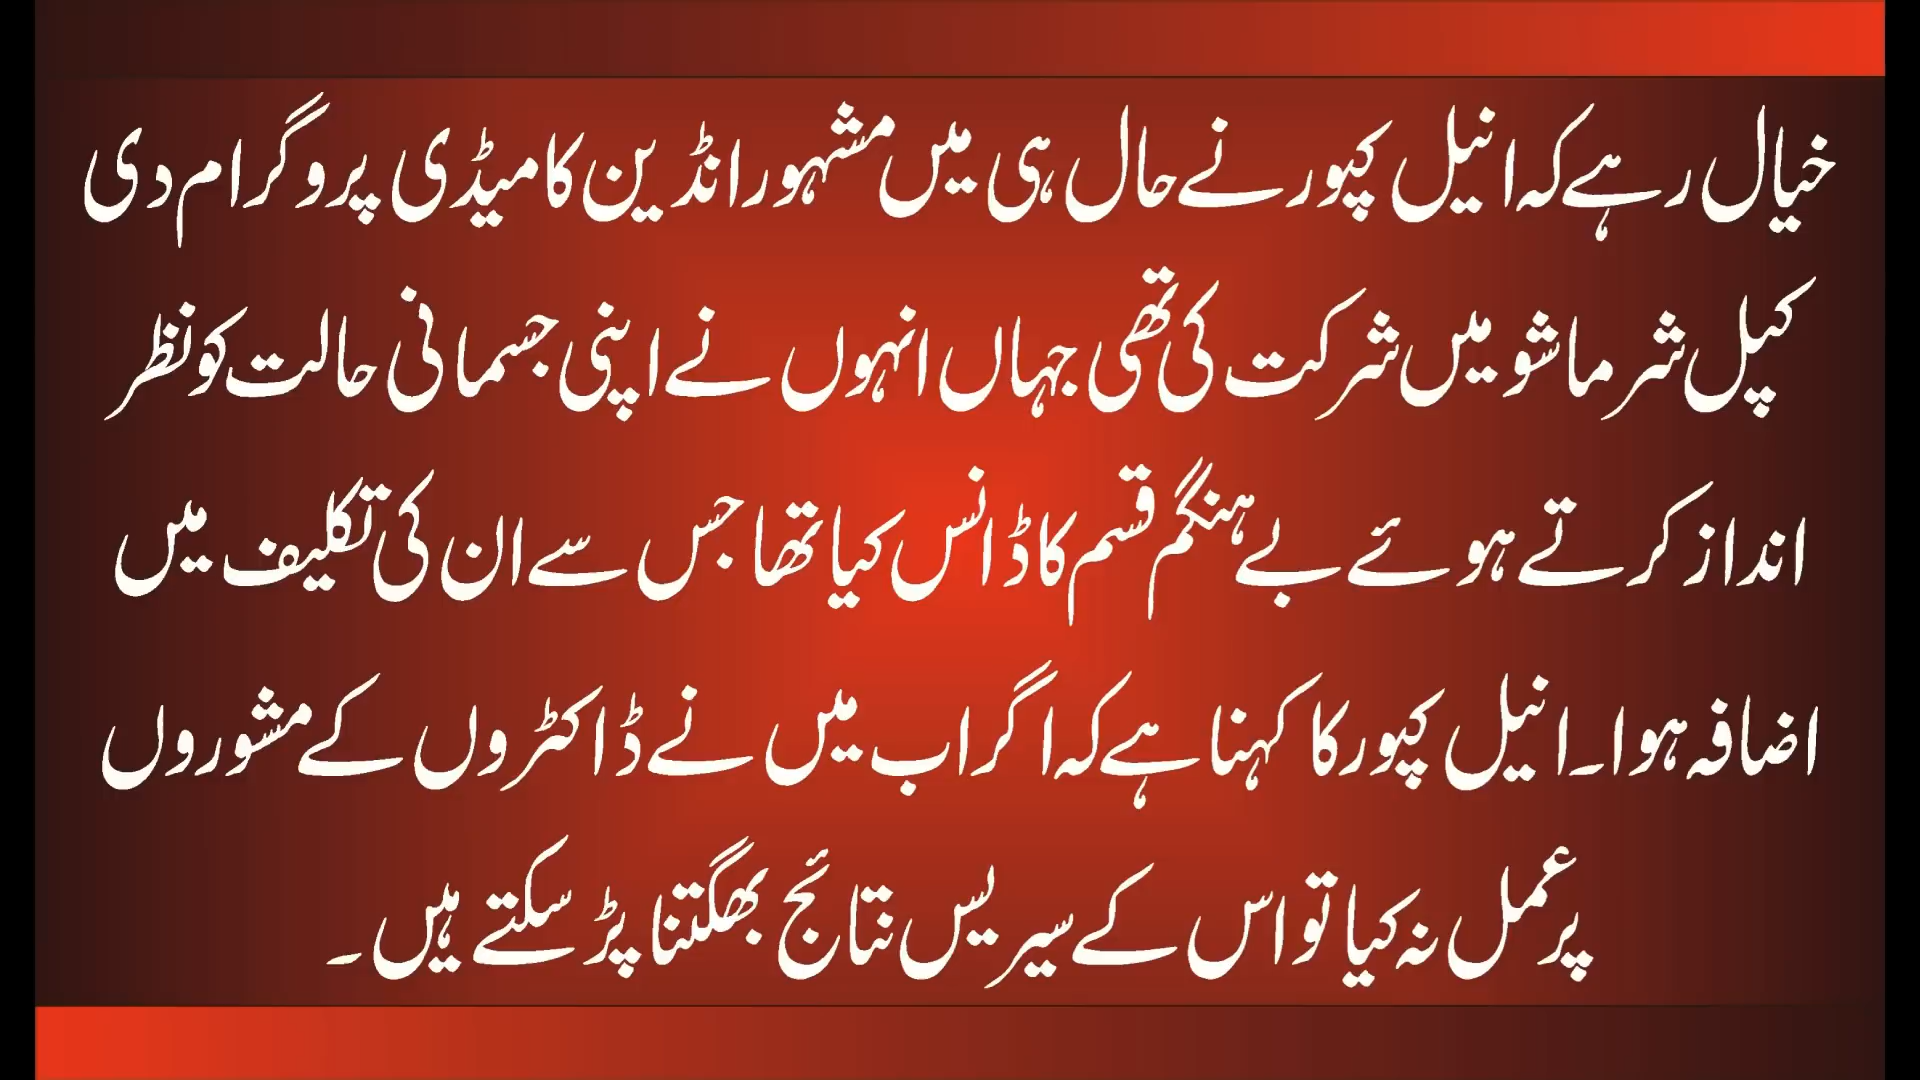 خیال رہے کہ انیل کپور نے حال ہی میں مشہور انڈین کامیڈی پروگرام دی
کپل شرما شو میں شرکت کی تھی جہاں انہوں نے اپنی جسمانی حالت کو نظر
انداز کرتے ہوئے بے ہنگم قسم کا ڈانس کیا تھا جس سے ان کی تکلیف میں
اضافہ ہوا۔ انیل کپور کا کہنا ہے کہ اگر اب میں نے ڈاکٹروں کے مشوروں
پر عمل نہ کیا تو اس کے سیریس نتائج بھگتنا پڑ سکتے ہیں۔